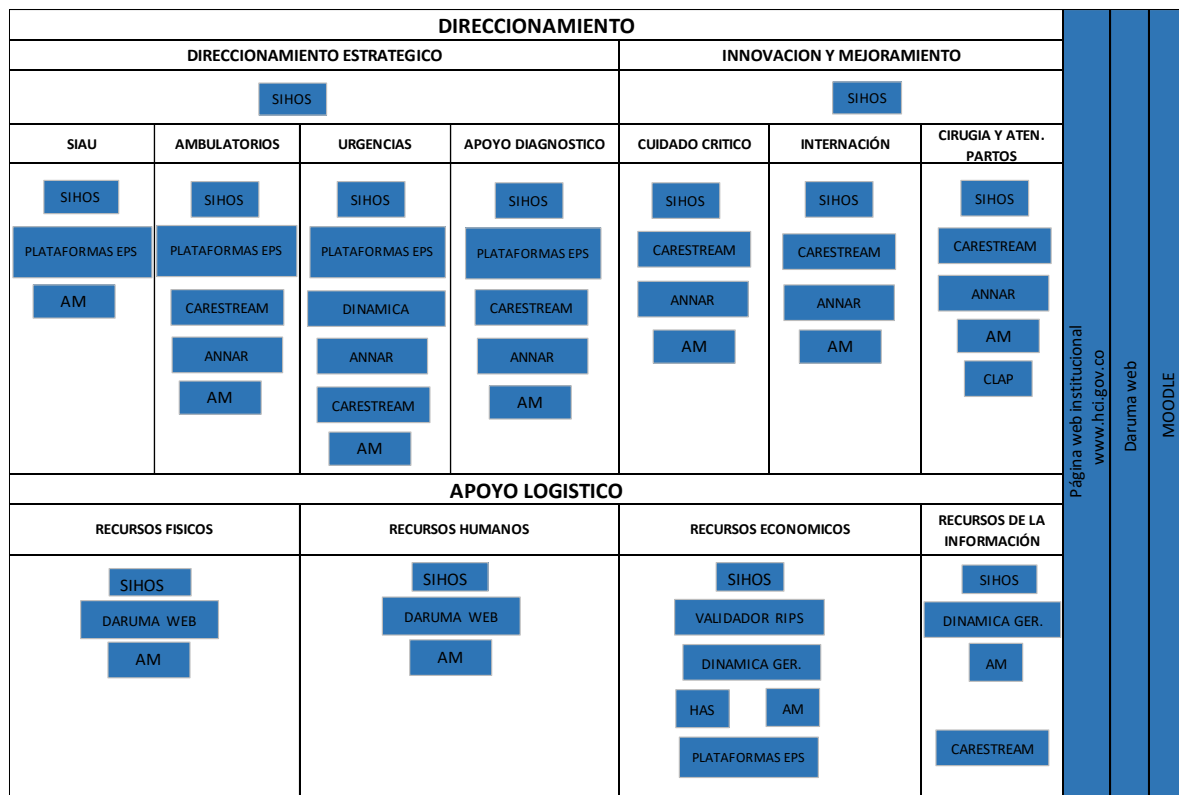 DIRECCIONAMIENTO
DIRECCIONAMIENTO ESTRATEGICO
INNOVACION Y MEJORAMIENTO
SIHOS
SIHOS
SIAU
AMBULATORIOS
URGENCIAS
APOYO DIAGNOSTICO
CUIDADO CRITICO
INTERNACIÓN
CIRUGIA Y ATEN.
PARTOS
SIHOS
PLATAFORMAS EPS
AM
SIHOS
PLATAFORMAS EPS
CARESTREAM
ANNAR
AM
SIHOS
PLATAFORMAS EPS
DINAMICA
ANNAR
CARESTREAM
AM
SIHOS
PLATAFORMAS EPS
CARESTREAM
ANNAR
AM
SIHOS
CARESTREAM
ANNAR
AM
SIHOS
CARESTREAM
ANNAR
AM
SIHOS
CARESTREAM
ANNAR
AM
CLAP
APOYO LOGISTICO
RECURSOS FISICOS
RECURSOS HUMANOS
RECURSOS ECONOMICOS
RECURSOS DE LA
INFORMACIÓN
SIHOS
DARUMA WEB
AM
SIHOS
DARUMA WEB
AM
SIHOS
VALIDADOR RIPS
DINAMICA GER.
HAS
AM
PLATAFORMAS EPS
SIHOS
DINAMICA GER.
AM
CARESTREAM
Página web institucional
www.hci.gov.co
Daruma web
MOODLE